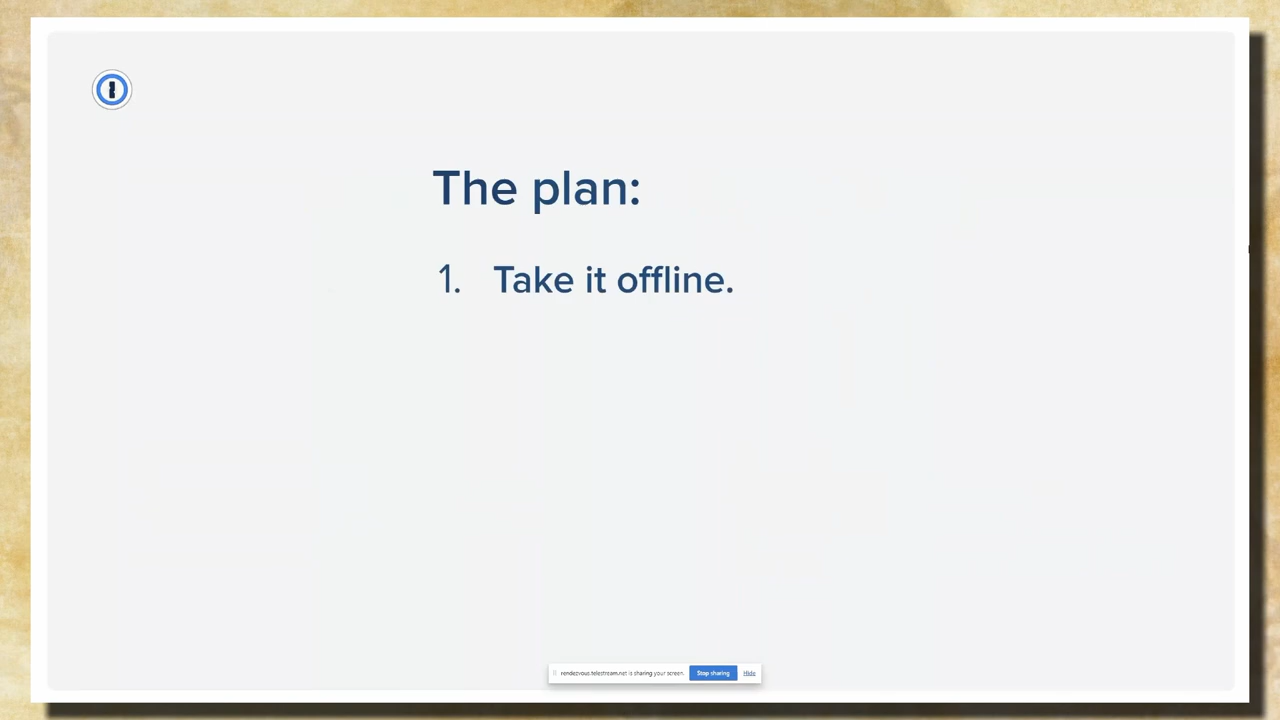 The plan:
1. Take it offline.
rendezvous.telestream.net is sharing your screen. Stop sharing Hide